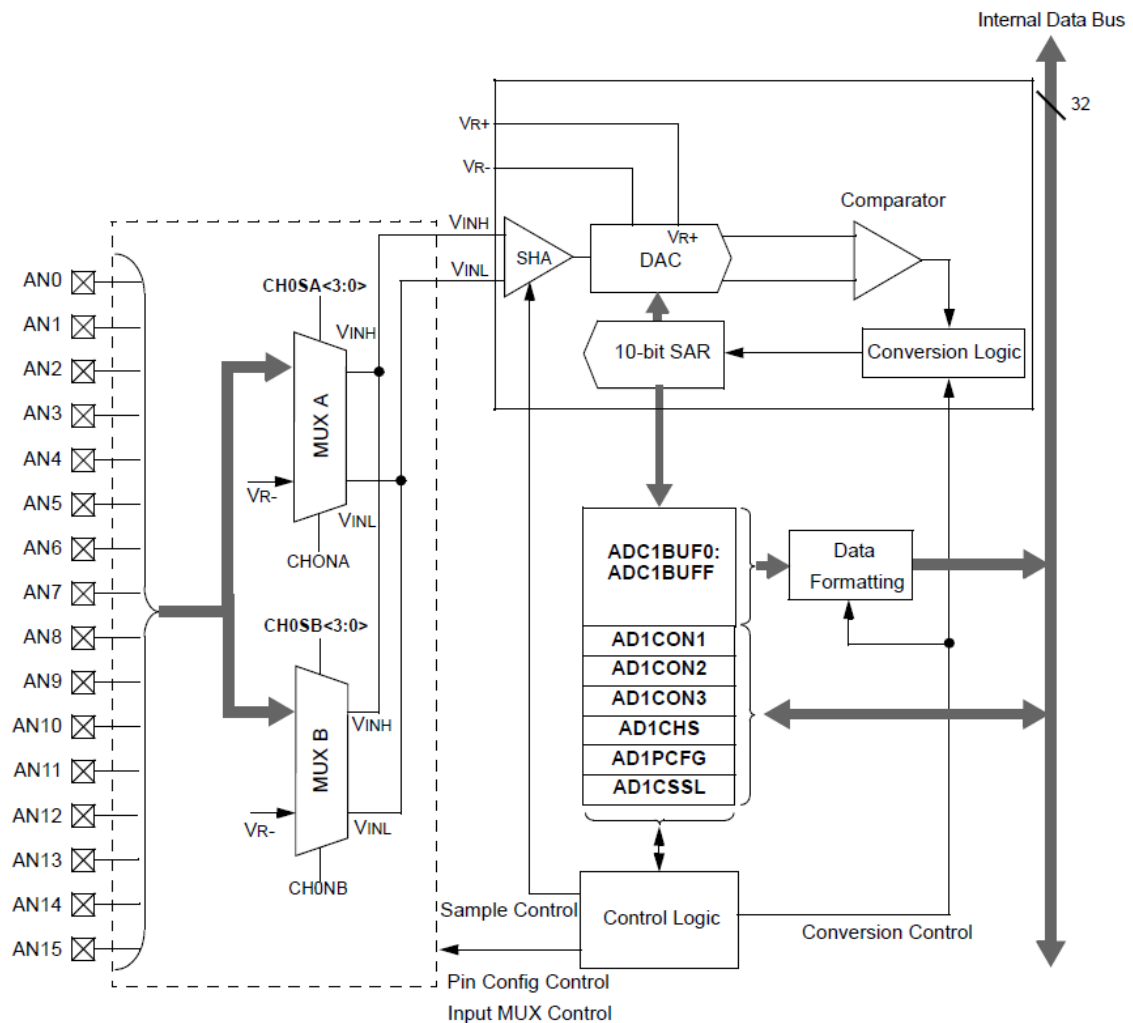 Internal Data Bus
32
VR+
VR-
Comparator
VINH
VR+
SHA
DAC
VINL
AN0
CH0SA<3:0>
AN1
VINH
10-bit SAR
Conversion Logic
AN2
AN3
MUX A
AN4
VR-
AN5
VINL
AN6
CHONA
ADC1BUF0:
ADC1BUFF
Data
Formatting
AN7
CH0SB<3:0>
AN8
AD1CON1
AD1CON2
AN9
AD1CON3
AN10
VINH
AD1CHS
AN11
MUX B
AD1PCFG
AD1CSSL
AN12
VR-
VINL
AN13
CH0NB
AN14
Sample Control
Control Logic
Conversion Control
AN15
Pin Config Control
Input MUX Control